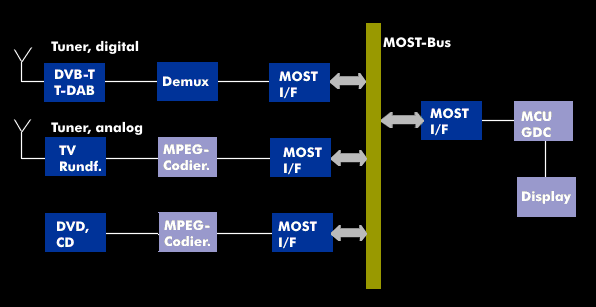 Tuner, digital
MOST-Bus
DVB-T
T-DAB
Demux
MOST
I/F
MOST
I/F
MCU
GDC
Tuner, analog
TV
Rundf.
MPEG-
Codier.
MOST
I/F
Display
DVD,
CD
MPEG-
Codier.
MOST
I/F